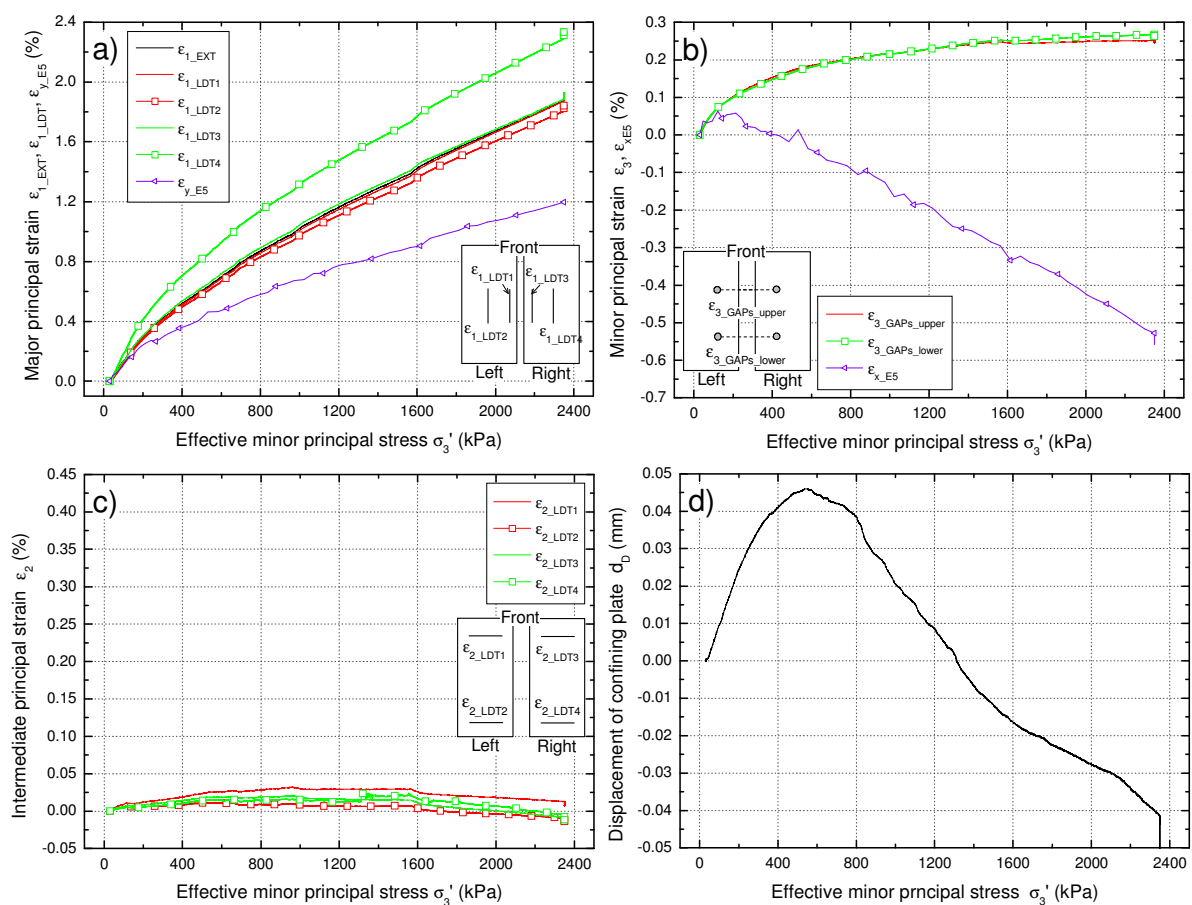 a)
Major principal strain ε1_EXT, ε1_LDT, εy_E5 (%)
2.4
2.0
1.6
1.2
0.8
0.4
0.0
ε1_EXT
ε1_LDT1
ε1_LDT2
ε1_LDT3
ε1_LDT4
εy_E5
Front
ε1_LDT1 ε1_LDT3
ε1_LDT2 ε1_LDT4
Left Right
0 400 800 1200 1600 2000 2400
Effective minor principal stress σ3' (kPa)
b)
Minor principal strain ε3, εxE5 (%)
0.3
0.2
0.1
0.0
-0.1
-0.2
-0.3
-0.4
-0.5
-0.6
-0.7
Front
ε3_GAPs_upper
ε3_GAPs_lower
Left Right
ε3_GAPs_upper
ε3_GAPs_lower
εx_E5
0 400 800 1200 1600 2000 2400
Effective minor principal stress σ3' (kPa)
c)
Intermediate principal strain ε2 (%)
0.45
0.40
0.35
0.30
0.25
0.20
0.15
0.10
0.05
0.00
-0.05
ε2_LDT1
ε2_LDT2
ε2_LDT3
ε2_LDT4
Front
ε2_LDT1 ε2_LDT3
ε2_LDT2 ε2_LDT4
Left Right
0 400 800 1200 1600 2000 2400
Effective minor principal stress σ3' (kPa)
d)
Displacement of confining plate dD (mm)
0.05
0.04
0.03
0.02
0.01
0.00
-0.01
-0.02
-0.03
-0.04
-0.05
0 400 800 1200 1600 2000 2400
Effective minor prncipal stress σ3' (kPa)